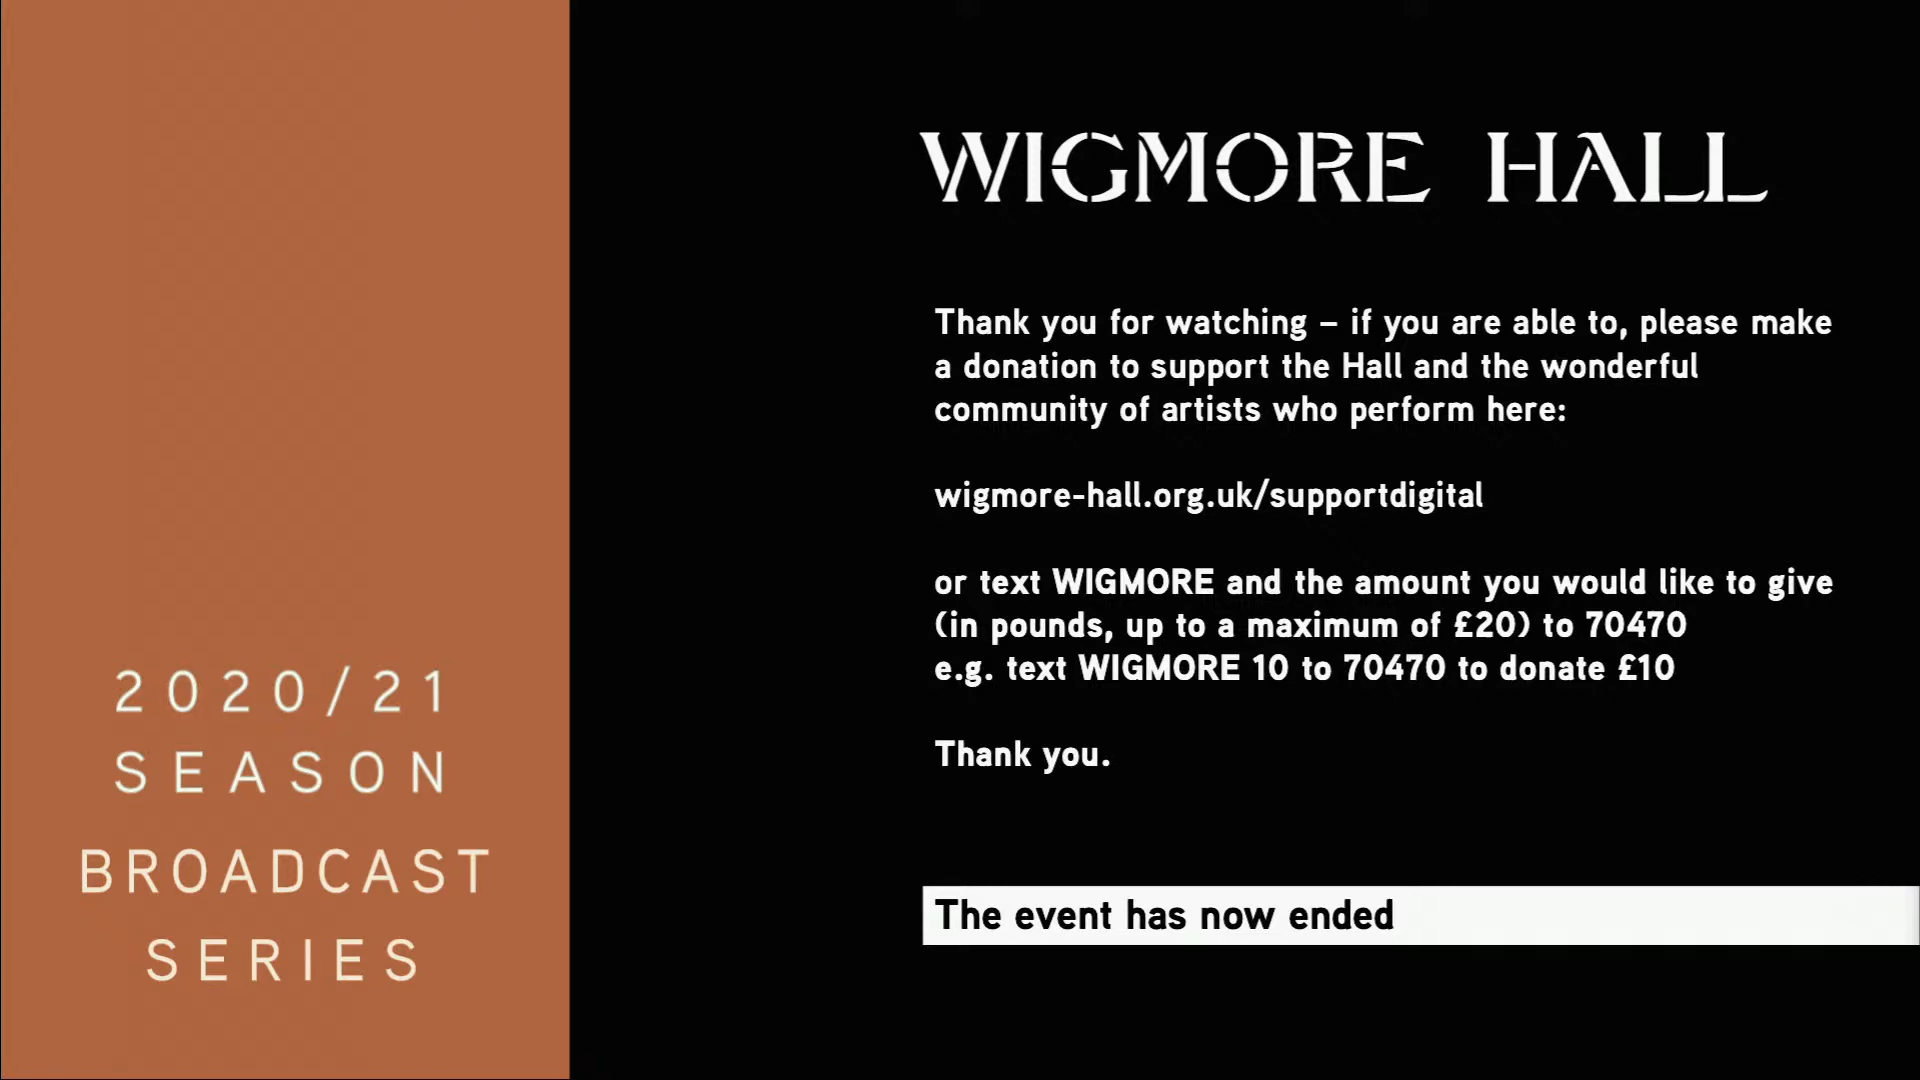 2020/21
SEASON
BROADCAST
SERIES
WIGMORE HALL
Thank you for watching – if you are able to, please make
a donation to support the Hall and the wonderful
community of artists who perform here:
wigmore-hall.org.uk/supportdigital
or text WIGMORE and the amount you would like to give
(in pounds, up to a maximum of £20) to 70470
e.g. text WIGMORE 10 to 70470 to donate £10
Thank you.
The event has now ended